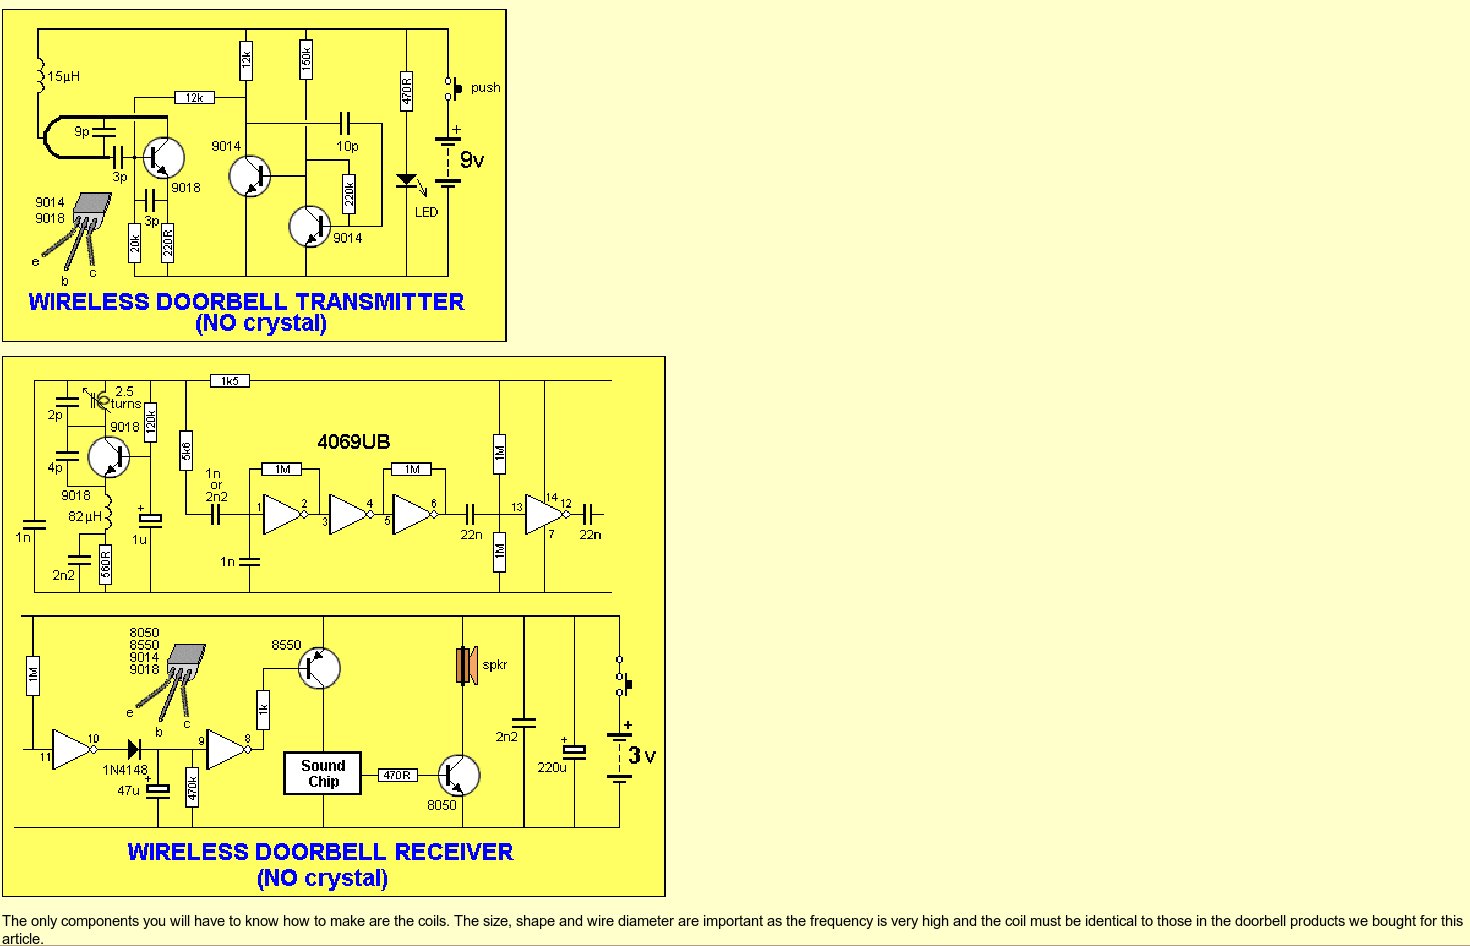 12k
150k
15µH
470R
push
12k
9p
9014
10p
+
9v
3p
9018
220k
9014
9018
3p
LED
20k
220R
9014
e
b
c
WIRELESS DOORBELL TRANSMITTER
(NO crystal)
1k5
2.5
turns
2p
9018
120k
4069UB
5k6
1M
1M
1M
4p
1n
or
2n2
9018
+
1 2 3 4 5 6 13 14 12
82µH
1n
1u
22n
7
22n
1n
2n2
560R
1M
8050
8550
9014
9018
8550
spkr
1M
e
b
c
1k
+
11 10 9 8
2n2
+
3v
1N4148
+
Sound
Chip
470R
220u
47u
470k
8050
WIRELESS DOORBELL RECEIVER
(NO crystal)
The only components you will have to know how to make are the coils. The size, shape and wire diameter are important as the frequency is very high and the coil must be identical to those in the doorbell products we bought for this
article.